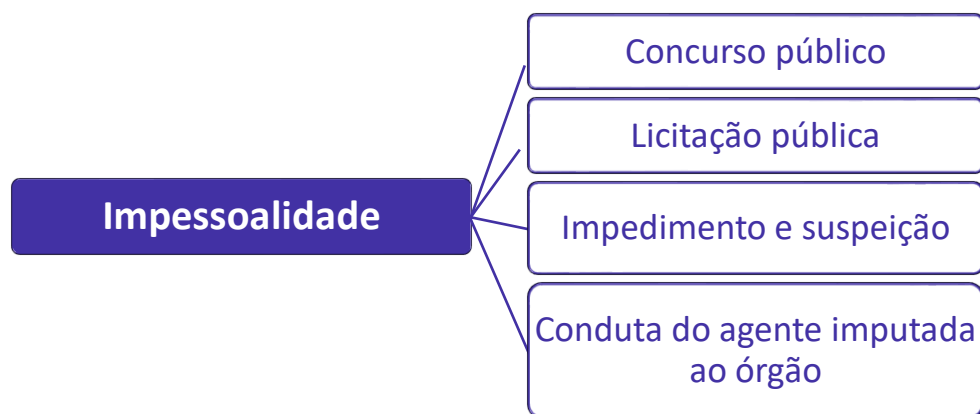 Concurso público
Licitação pública
Impessoalidade
Impedimento e suspeição
Conduta do agente imputada
ao órgão